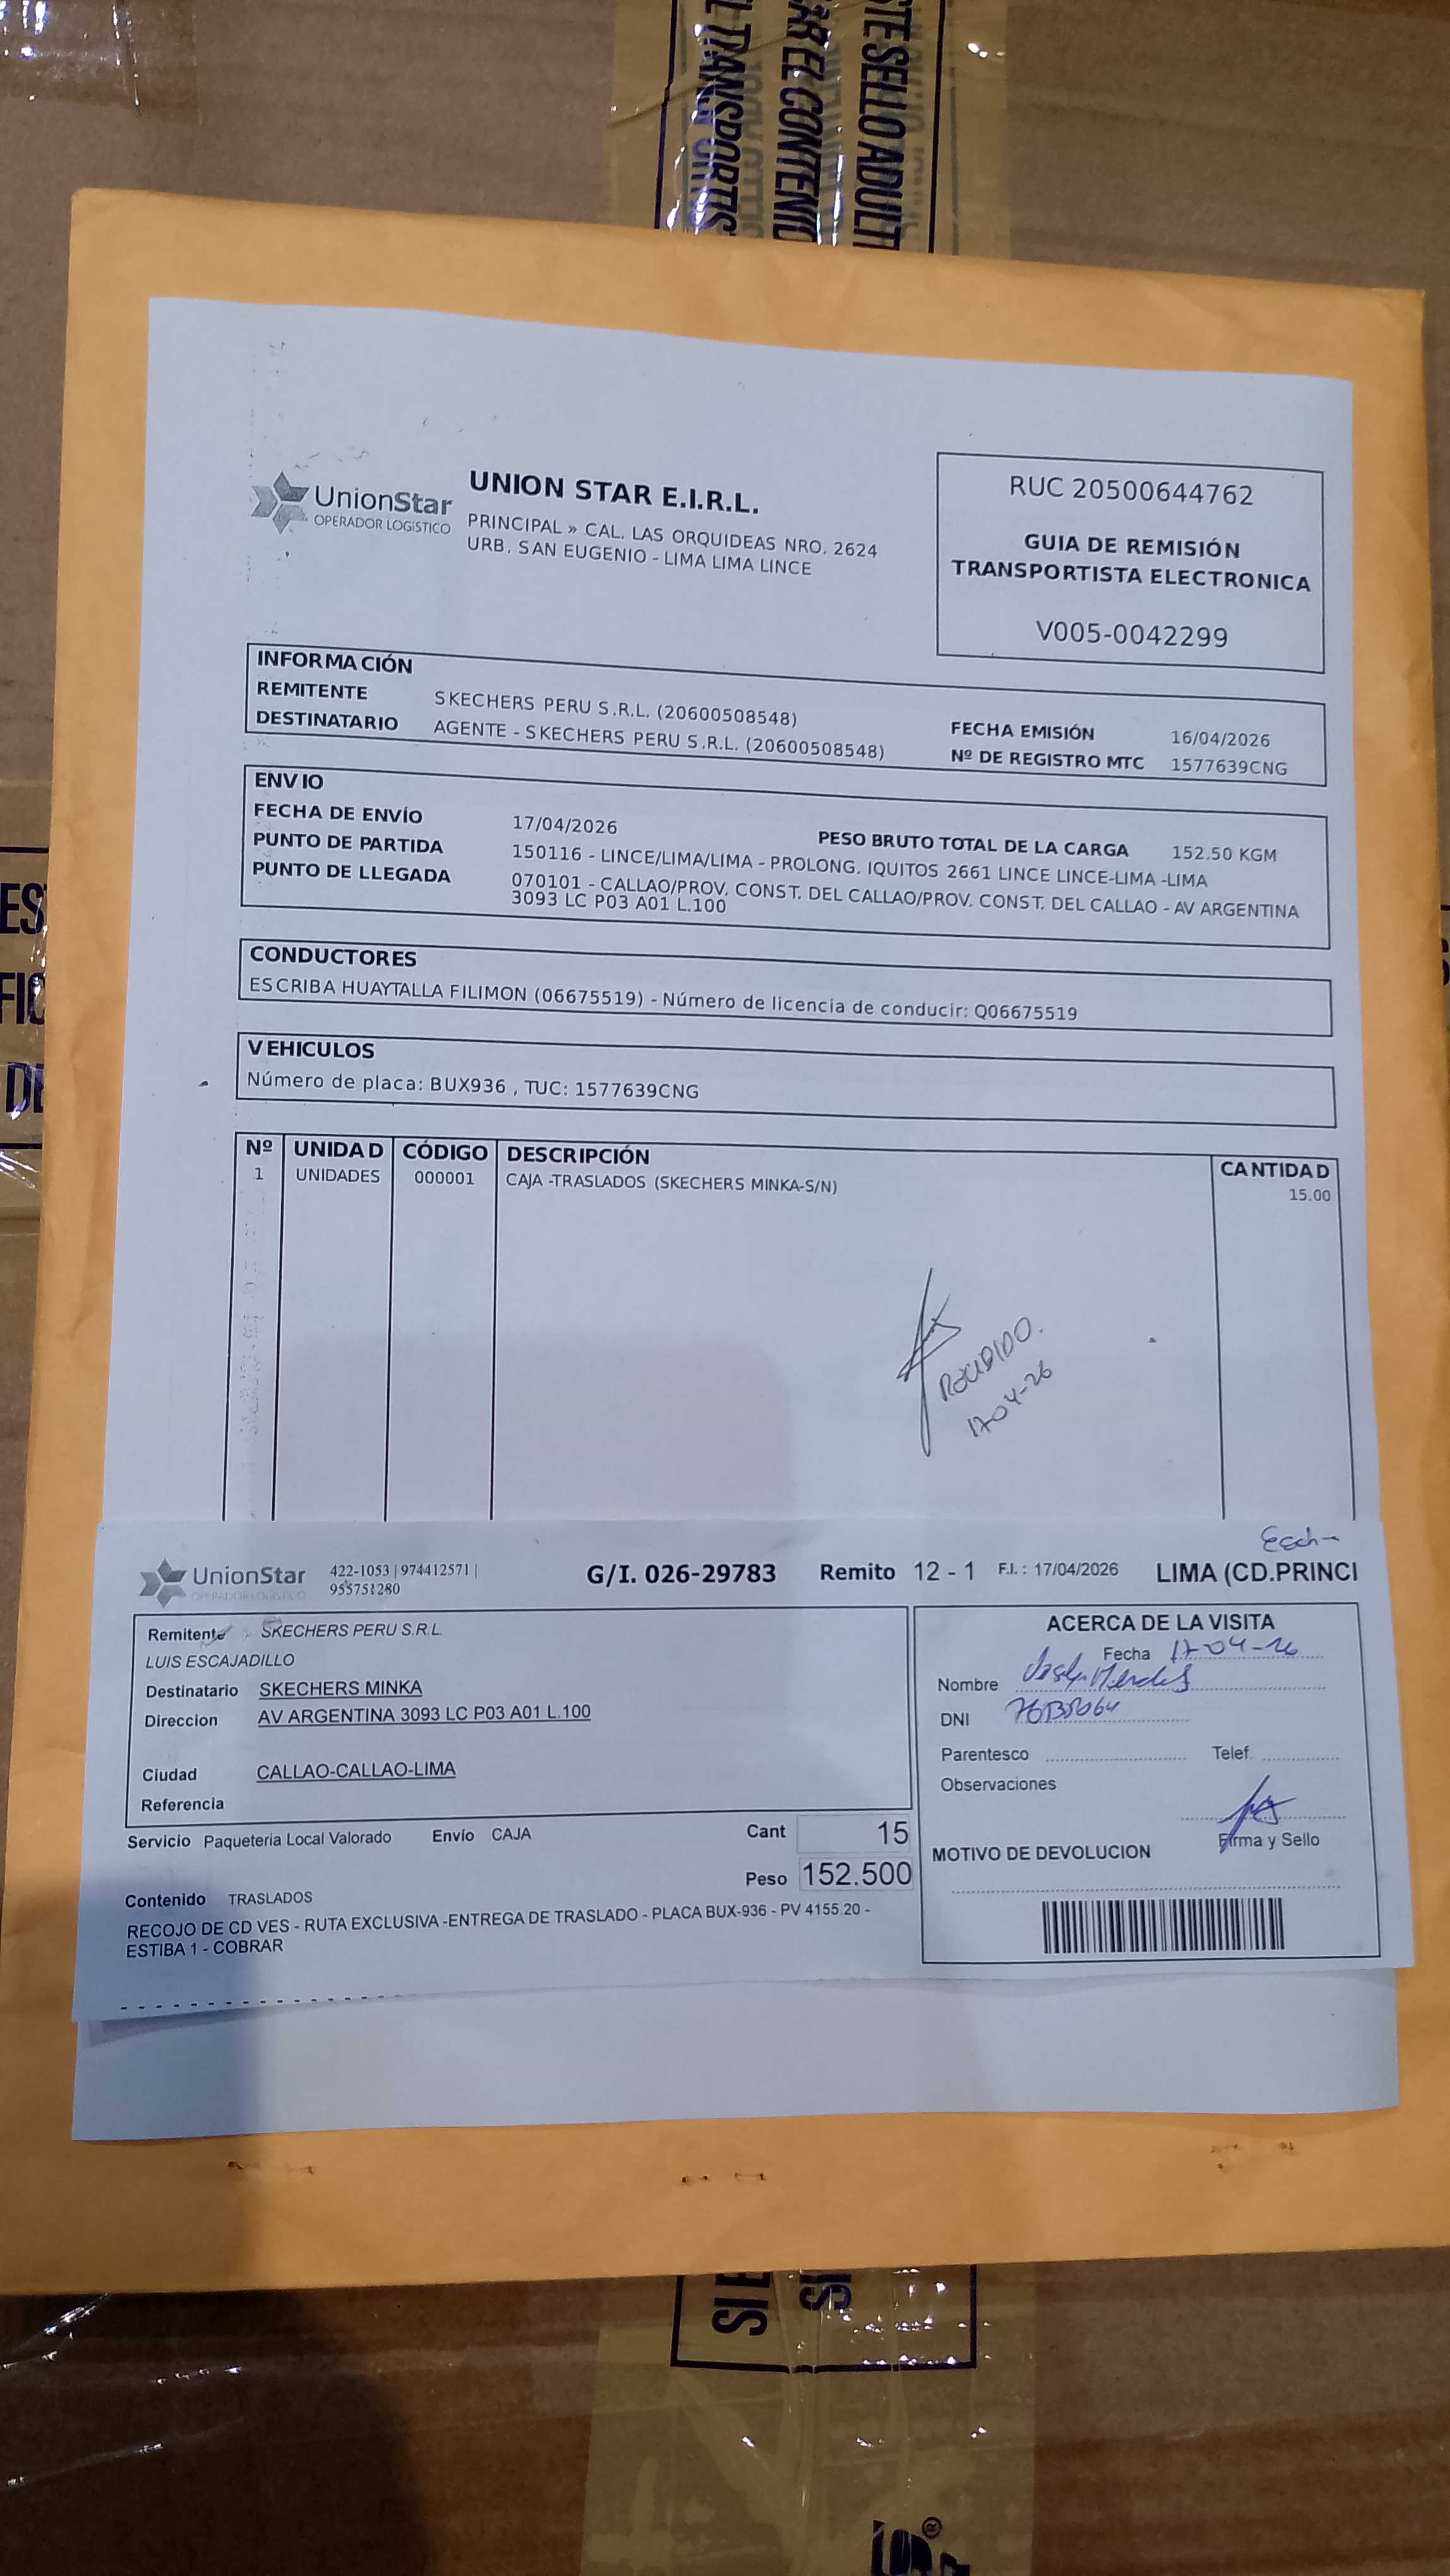 L TRANSPORTIS
AR EL CONTENID
STE SELLO ADULT
UnionStar
OPERADOR LOGíSTICO
UNION STAR E.I.R.L.
PRINCIPAL » CAL. LAS ORQUIDEAS NRO. 2624
URB. SAN EUGENIO - LIMA LIMA LINCE
RUC 20500644762
GUIA DE REMISIÓN
TRANSPORTISTA ELECTRONICA
V005-0042299
INFORMACIÓN
REMITENTE SKECHERS PERU S.R.L. (20600508548)
DESTINATARIO AGENTE - SKECHERS PERU S.R.L. (20600508548)
FECHA EMISIÓN 16/04/2026
Nº DE REGISTRO MTC 1577639CNG
ENVIO
FECHA DE ENVÍO 17/04/2026 PESO BRUTO TOTAL DE LA CARGA 152.50 KGM
PUNTO DE PARTIDA 150116 - LINCE/LIMA/LIMA - PROLONG. IQUITOS 2661 LINCE LINCE-LIMA -LIMA
PUNTO DE LLEGADA 070101 - CALLAO/PROV. CONST. DEL CALLAO/PROV. CONST. DEL CALLAO - AV ARGENTINA
3093 LC P03 A01 L.100
CONDUCTORES
ESCRIBA HUAYTALLA FILIMON (06675519) - Número de licencia de conducir: Q06675519
VEHICULOS
Número de placa: BUX936 , TUC: 1577639CNG
Nº UNIDAD CÓDIGO DESCRIPCIÓN CANTIDAD
1 UNIDADES 000001 CAJA -TRASLADOS (SKECHERS MINKA-S/N) 15.00
17-04-26
UnionStar
OPERADOR LOGISTICO
422-1053 | 974412571 |
955751280
G/I. 026-29783 Remito 12 - 1 F.I. : 17/04/2026 LIMA (CD.PRINCI
Remitente SKECHERS PERU S.R.L.
LUIS ESCAJADILLO
Destinatario SKECHERS MINKA
Direccion AV ARGENTINA 3093 LC P03 A01 L.100
Ciudad CALLAO-CALLAO-LIMA
Referencia
Servicio Paqueteria Local Valorado Envío CAJA Cant 15
Peso 152.500
Contenido TRASLADOS
RECOJO DE CD VES - RUTA EXCLUSIVA -ENTREGA DE TRASLADO - PLACA BUX-936 - PV 4155.20 -
ESTIBA 1 - COBRAR
ACERCA DE LA VISITA
Fecha 17-04-26
Nombre
DNI
Parentesco Telef.
Observaciones
Firma y Sello
MOTIVO DE DEVOLUCION
ES
FIC
DE
SI E
SI